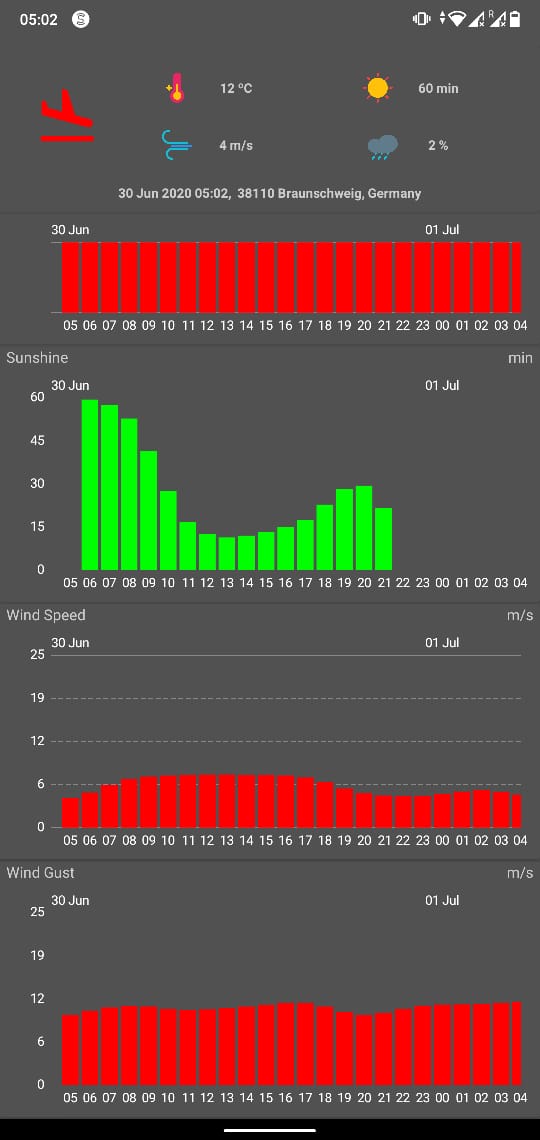 05:02
R
12 °C
60 min
4 m/s
2 %
30 Jun 2020 05:02, 38110 Braunschweig, Germany
30 Jun 01 Jul
05 06 07 08 09 10 11 12 13 14 15 16 17 18 19 20 21 22 23 00 01 02 03 04
Sunshine min
30 Jun 01 Jul
60
45
30
15
0
05 06 07 08 09 10 11 12 13 14 15 16 17 18 19 20 21 22 23 00 01 02 03 04
Wind Speed m/s
30 Jun 01 Jul
25
19
12
6
0
05 06 07 08 09 10 11 12 13 14 15 16 17 18 19 20 21 22 23 00 01 02 03 04
Wind Gust m/s
30 Jun 01 Jul
25
19
12
6
0
05 06 07 08 09 10 11 12 13 14 15 16 17 18 19 20 21 22 23 00 01 02 03 04